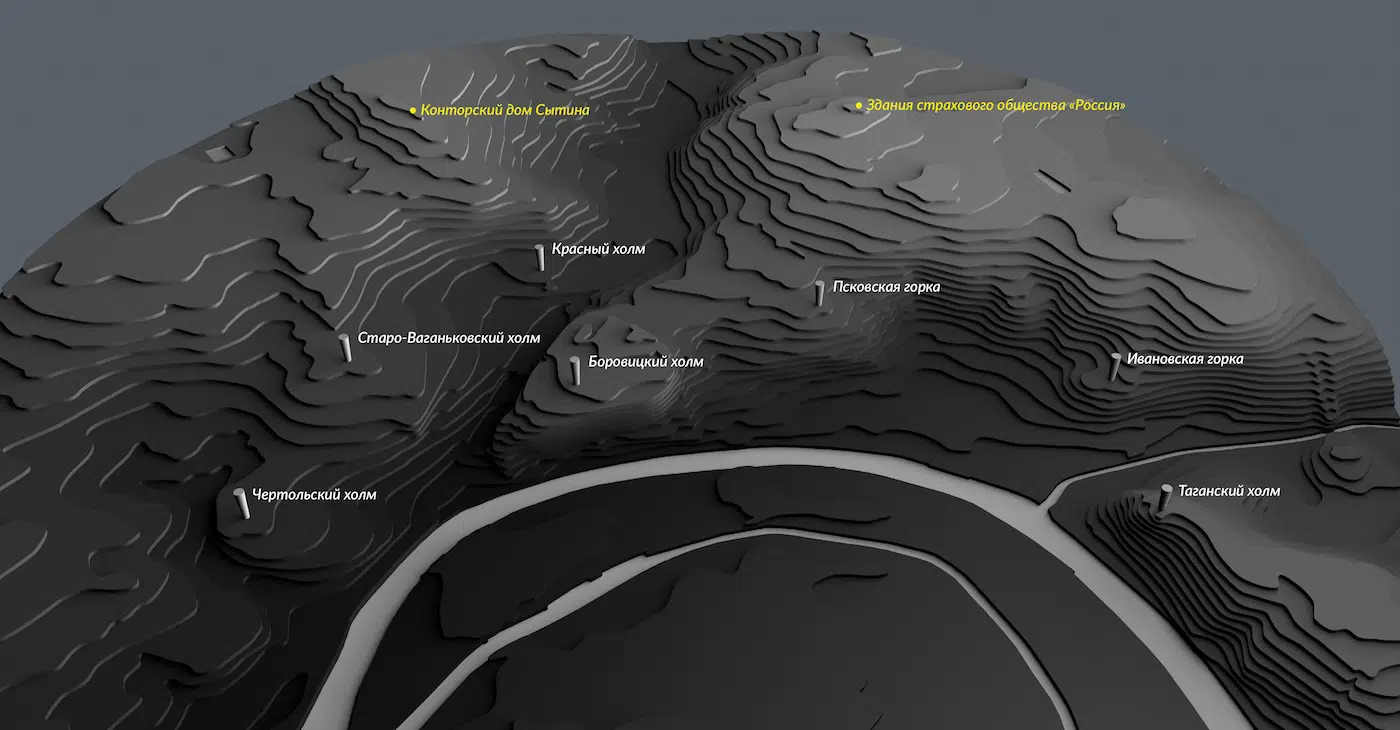 Конторский дом Сытина
Здания страхового общества «Россия»
Красный холм
Псковская горка
Старо-Ваганьковский холм
Боровицкий холм
Ивановская горка
Чертольский холм
Таганский холм